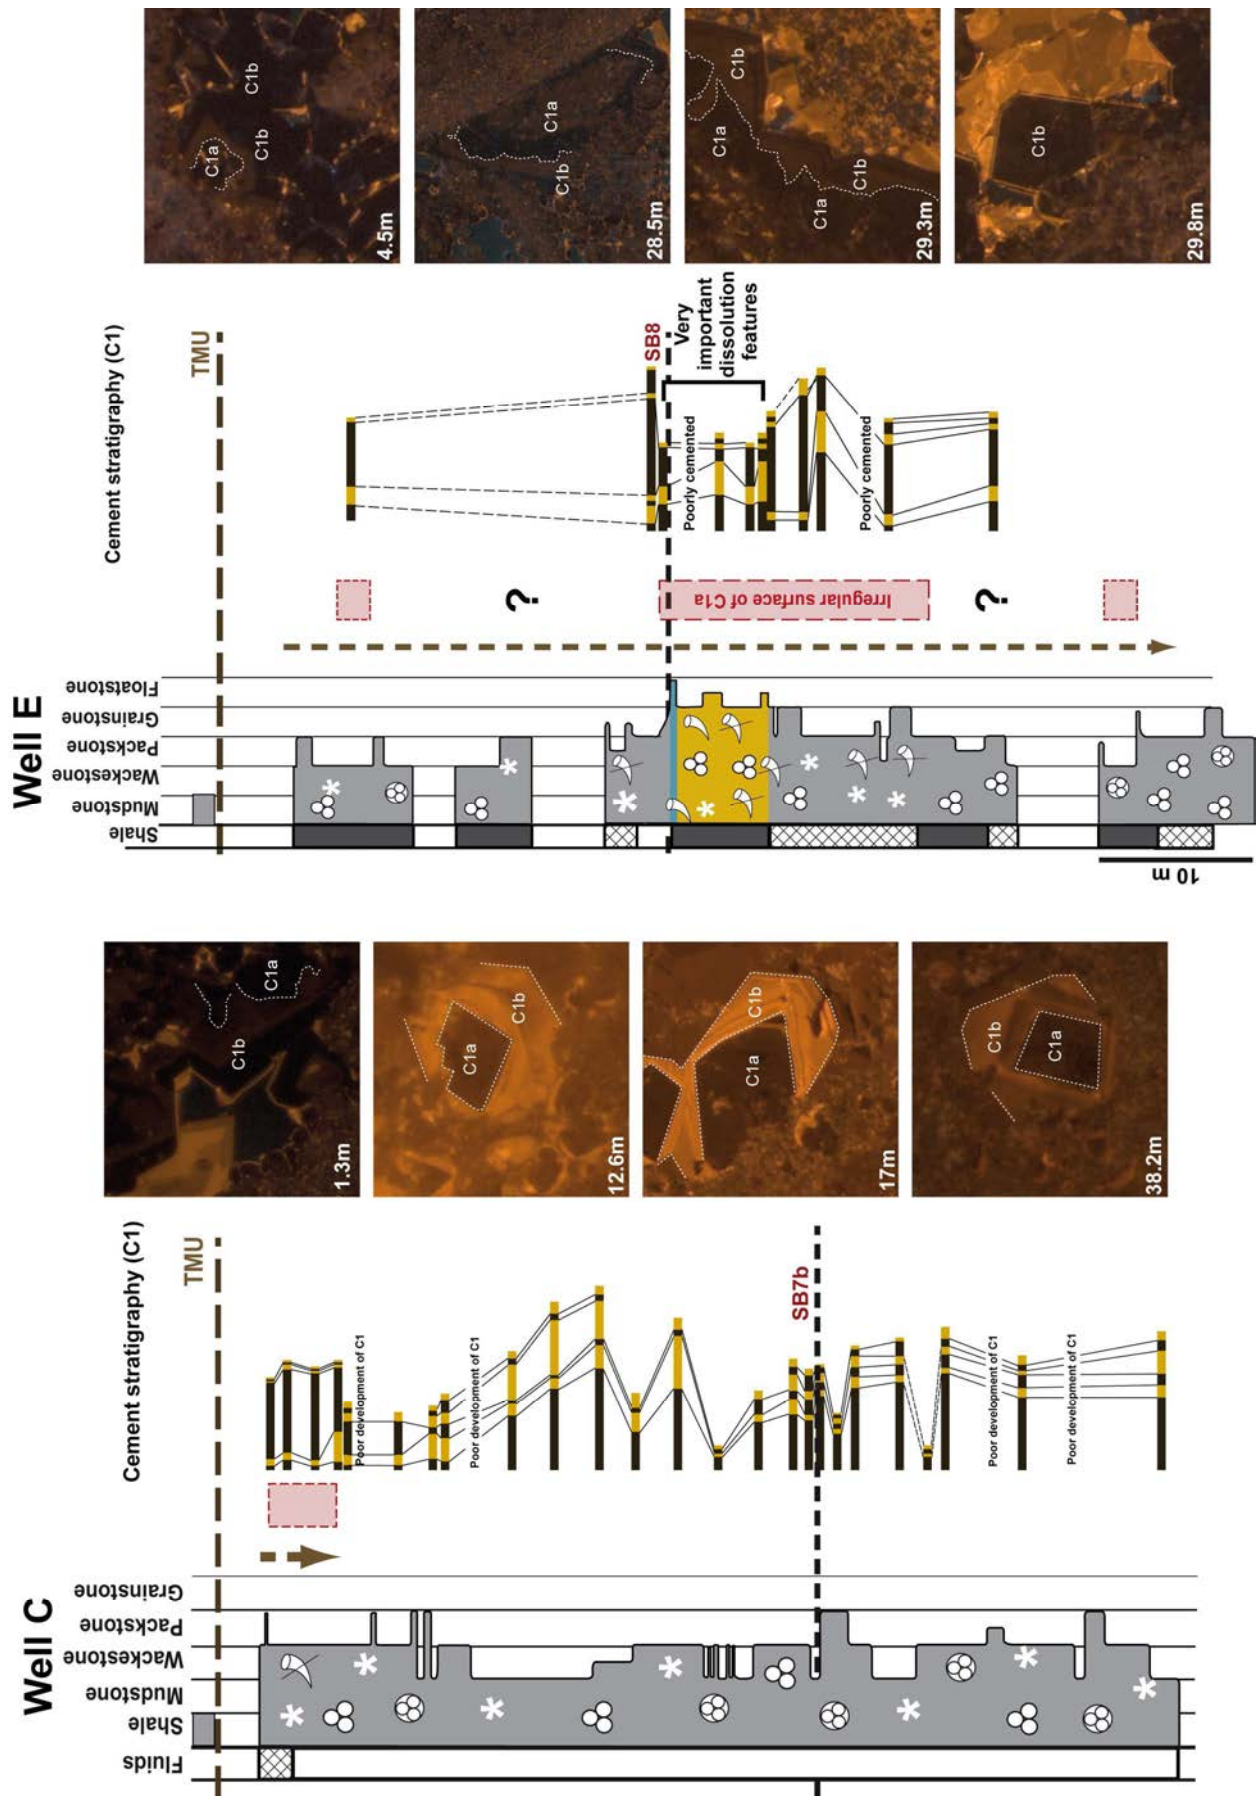 Well E
Cement stratigraphy (C1)
TMU
Floatstone
Grainstone
Packstone
Wackestone
Mudstone
Shale
SB8
Very
important
dissolution
features
Poorly cemented
Poorly cemented
?
Irregular surface of C1a
?
10 m
C1a
C1b
C1b
4.5m
C1a
C1b
28.5m
C1a
C1b
C1a
C1b
29.3m
C1b
29.8m
Well C
Cement stratigraphy (C1)
TMU
Grainstone
Packstone
Wackestone
Mudstone
Shale
Fluids
Poor development of C1
Poor development of C1
SB7b
Poor development of C1
Poor development of C1
C1a
C1b
1.3m
C1a
C1b
12.6m
C1b
C1a
17m
C1b
C1a
38.2m